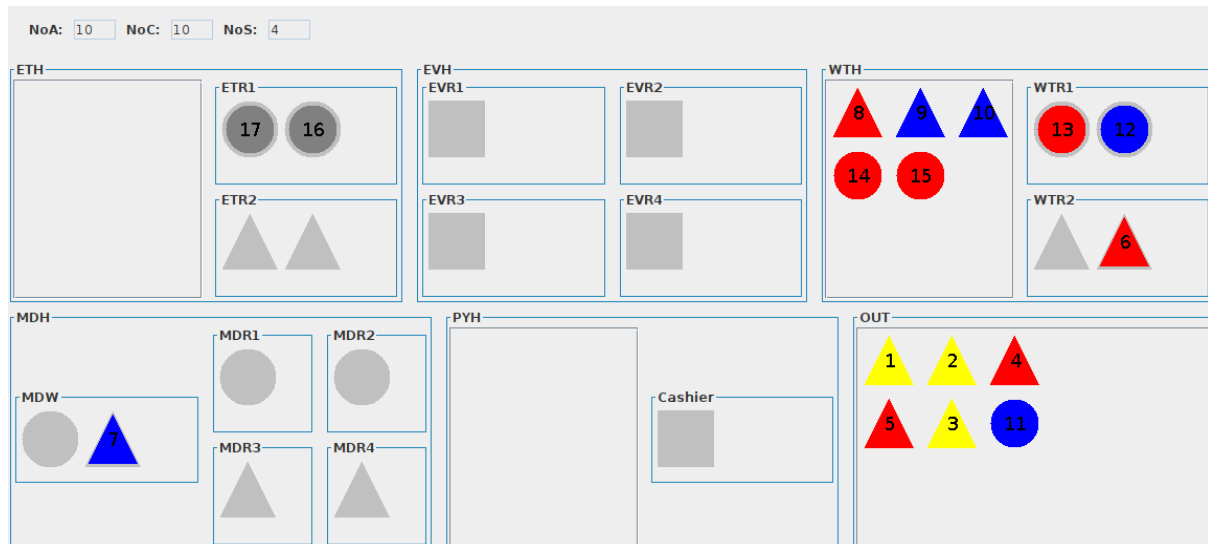 NoA: 10 NoC: 10 NoS: 4
ETH EVH WTH
ETR1 EVR1 EVR2 WTR1
17 16 8 9 10 13 12
14 15
ETR2 EVR3 EVR4 WTR2
6
MDH PYH OUT
MDR1 MDR2
1 2 4
MDW Cashier
7 5 3 11
MDR3 MDR4